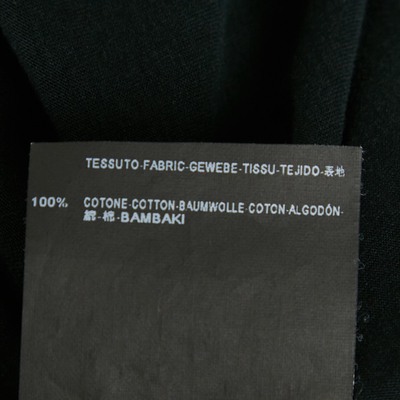 TESSUTO-FABRIC-GEWEBE-TISSU-TEJIDO-表地
100% COTONE-COTTON-BAUMWOLLE-COTON-ALGODÓN-
綿-棉-BAMBAKI